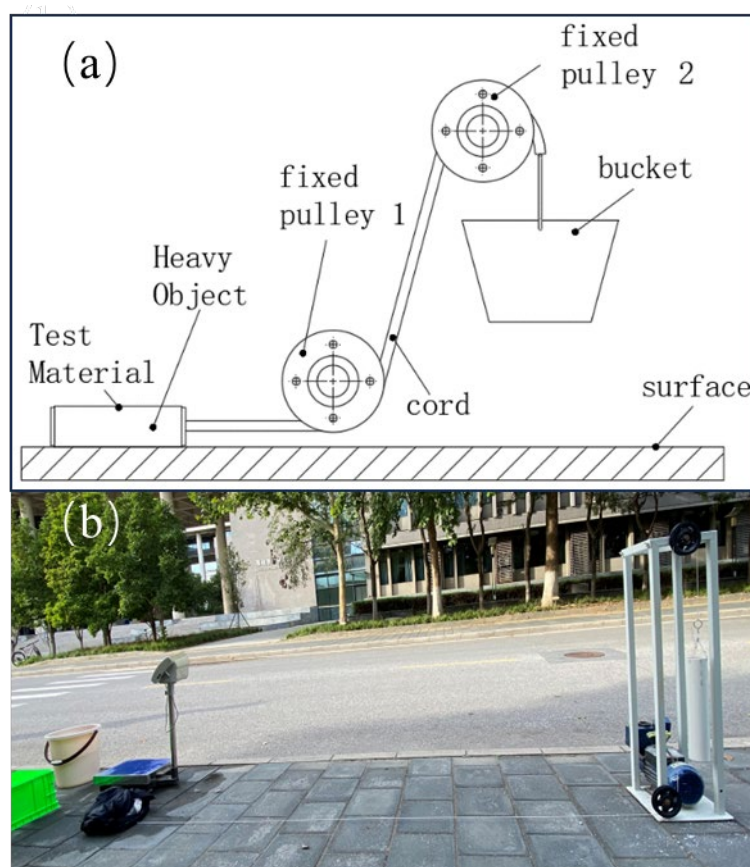 (a)
fixed
pulley 2
bucket
fixed
pulley 1
Heavy
Object
Test
Material
cord
surface
(b)